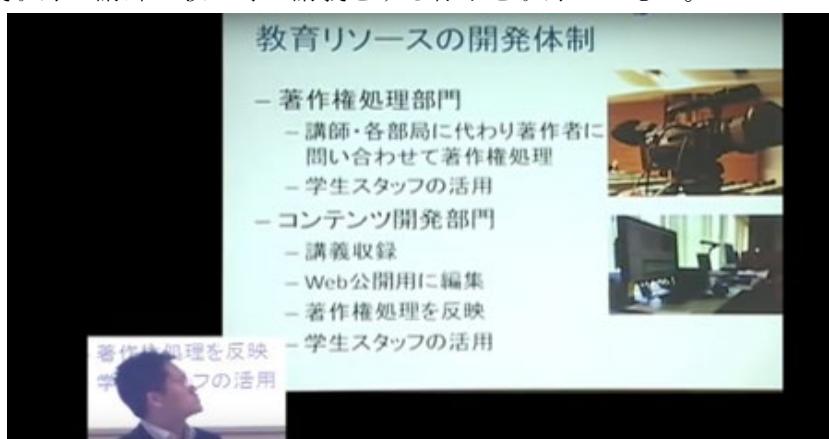 教育リソースの開発体制
– 著作権処理部門
– 講師・各部局に代わり著作者に
問い合わせて著作権処理
– 学生スタッフの活用
– コンテンツ開発部門
– 講義収録
– Web公開用に編集
– 著作権処理を反映
– 学生スタッフの活用
著作権処理を反映
学 フの活用